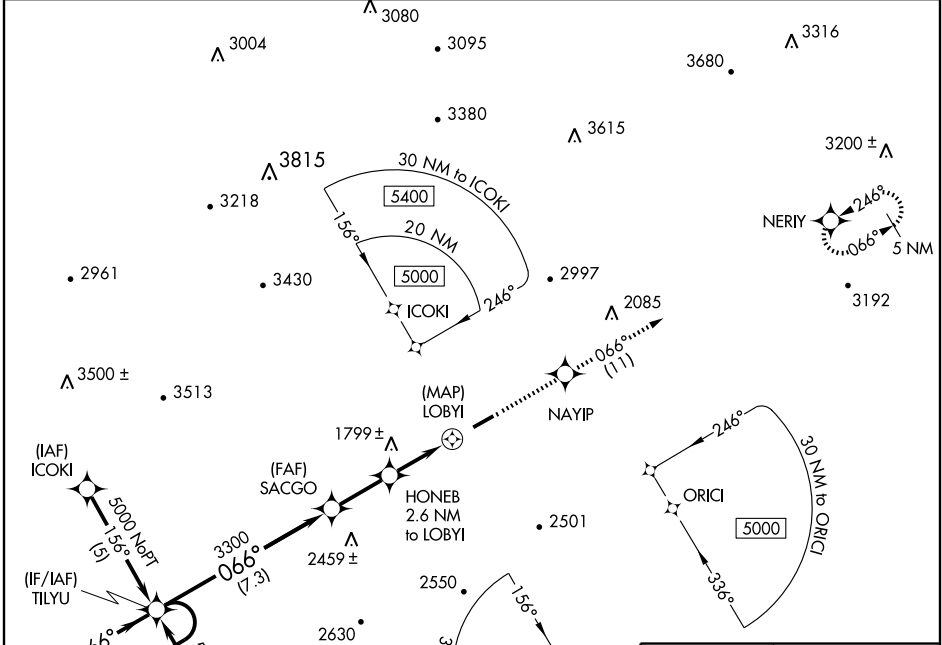 3080
3004
3095
3316
3680
3380
3615
3200 ±
3815
30 NM to ICOKI
5400
3218
156°
20 NM
246°
NERIY
066°
5 NM
2961
3430
5000
246°
2997
ICOKI
3192
2085
066°
(11)
3500 ±
3513
(MAP)
LOBYI
NAYIP
1799 ±
246°
30 NM to ORICI
(IAF)
ICOKI
(FAF)
SACGO
HONEB
2.6 NM
to LOBYI
ORICI
5000
5000 NoPT
156°
(5)
2501
3300
066°
(7.3)
2459 ±
336°
(IF/IAF)
TILYU
2550
156°
2630